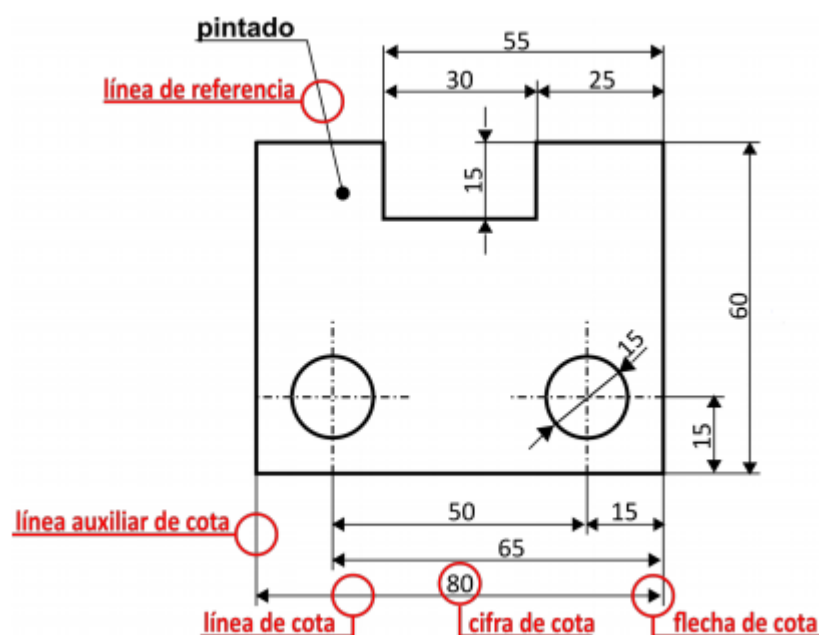 pintado
55
línea de referencia
30
25
15
60
15
15
línea auxiliar de cota
50
15
65
80
línea de cota
cifra de cota
flecha de cota